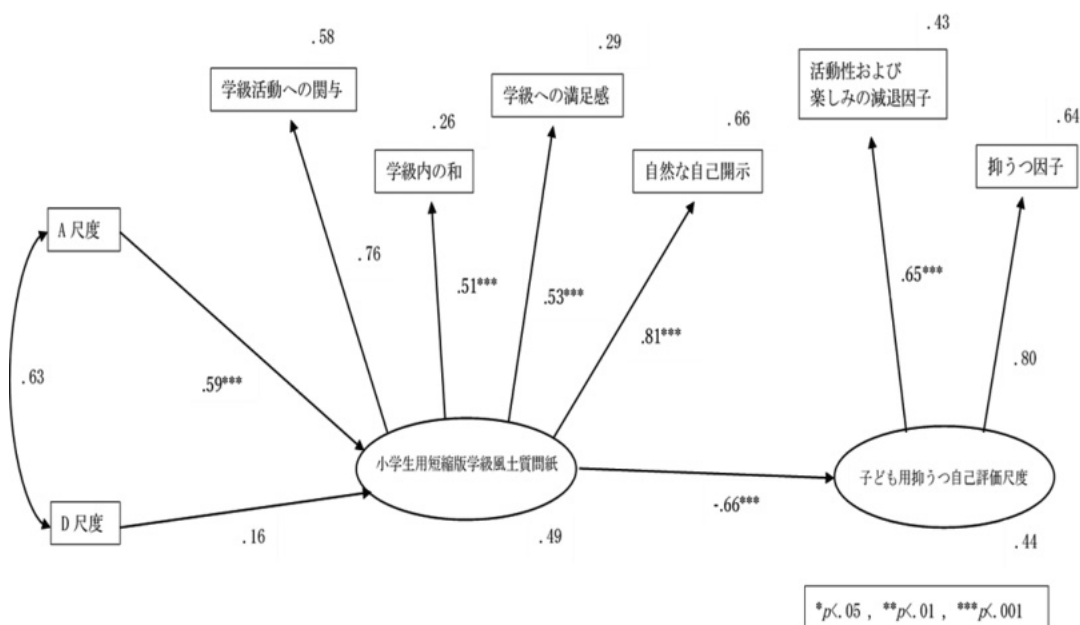 .58
.43
.29
学級活動への関与
学級への満足感
活動性および
楽しみの減退因子
.26
.66
.64
学級内の和
自然な自己開示
抑うつ因子
A 尺度
.76
.51***
.53***
.65***
.81***
.80
.63
.59***
小学生用短縮版学級風土質問紙
子ども用抑うつ自己評価尺度
-.66***
D 尺度
.16
.49
.44
*p<.05 , **p<.01 , ***p<.001